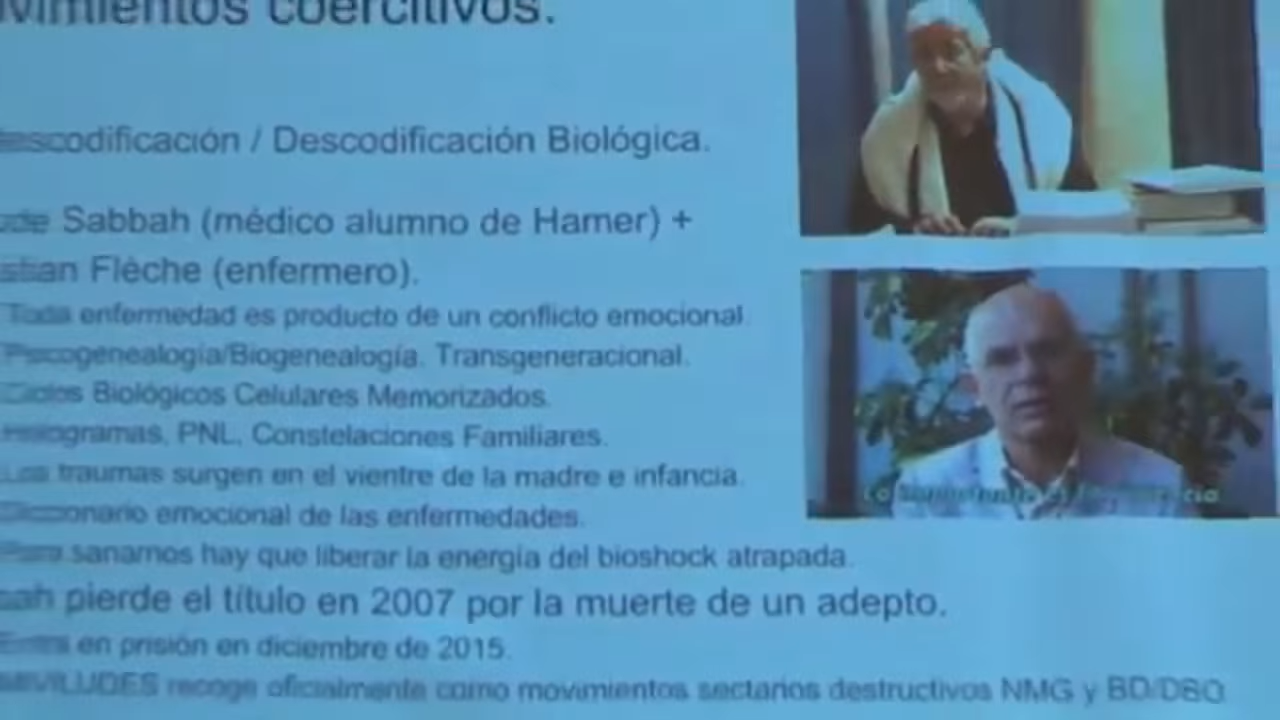 vimientos coercitivos.
escodificación / Descodificación Biológica.
Sabbah (médico alumno de Hamer) +
stian Flèche (enfermero).
Toda enfermedad es producto de un conflicto emocional.
Psicogenealogía/Biogenealogía. Transgeneracional.
Ciclos Biológicos Celulares Memorizados.
Hologramas, PNL, Constelaciones Familiares.
Los traumas surgen en el vientre de la madre e infancia.
Diccionario emocional de las enfermedades.
Para sanarnos hay que liberar la energía del bioshock atrapada.
bah pierde el título en 2007 por la muerte de un adepto.
Entra en prisión en diciembre de 2015.
MIVILUDES recoge oficialmente como movimientos sectarios destructivos NMG y BD/DBO